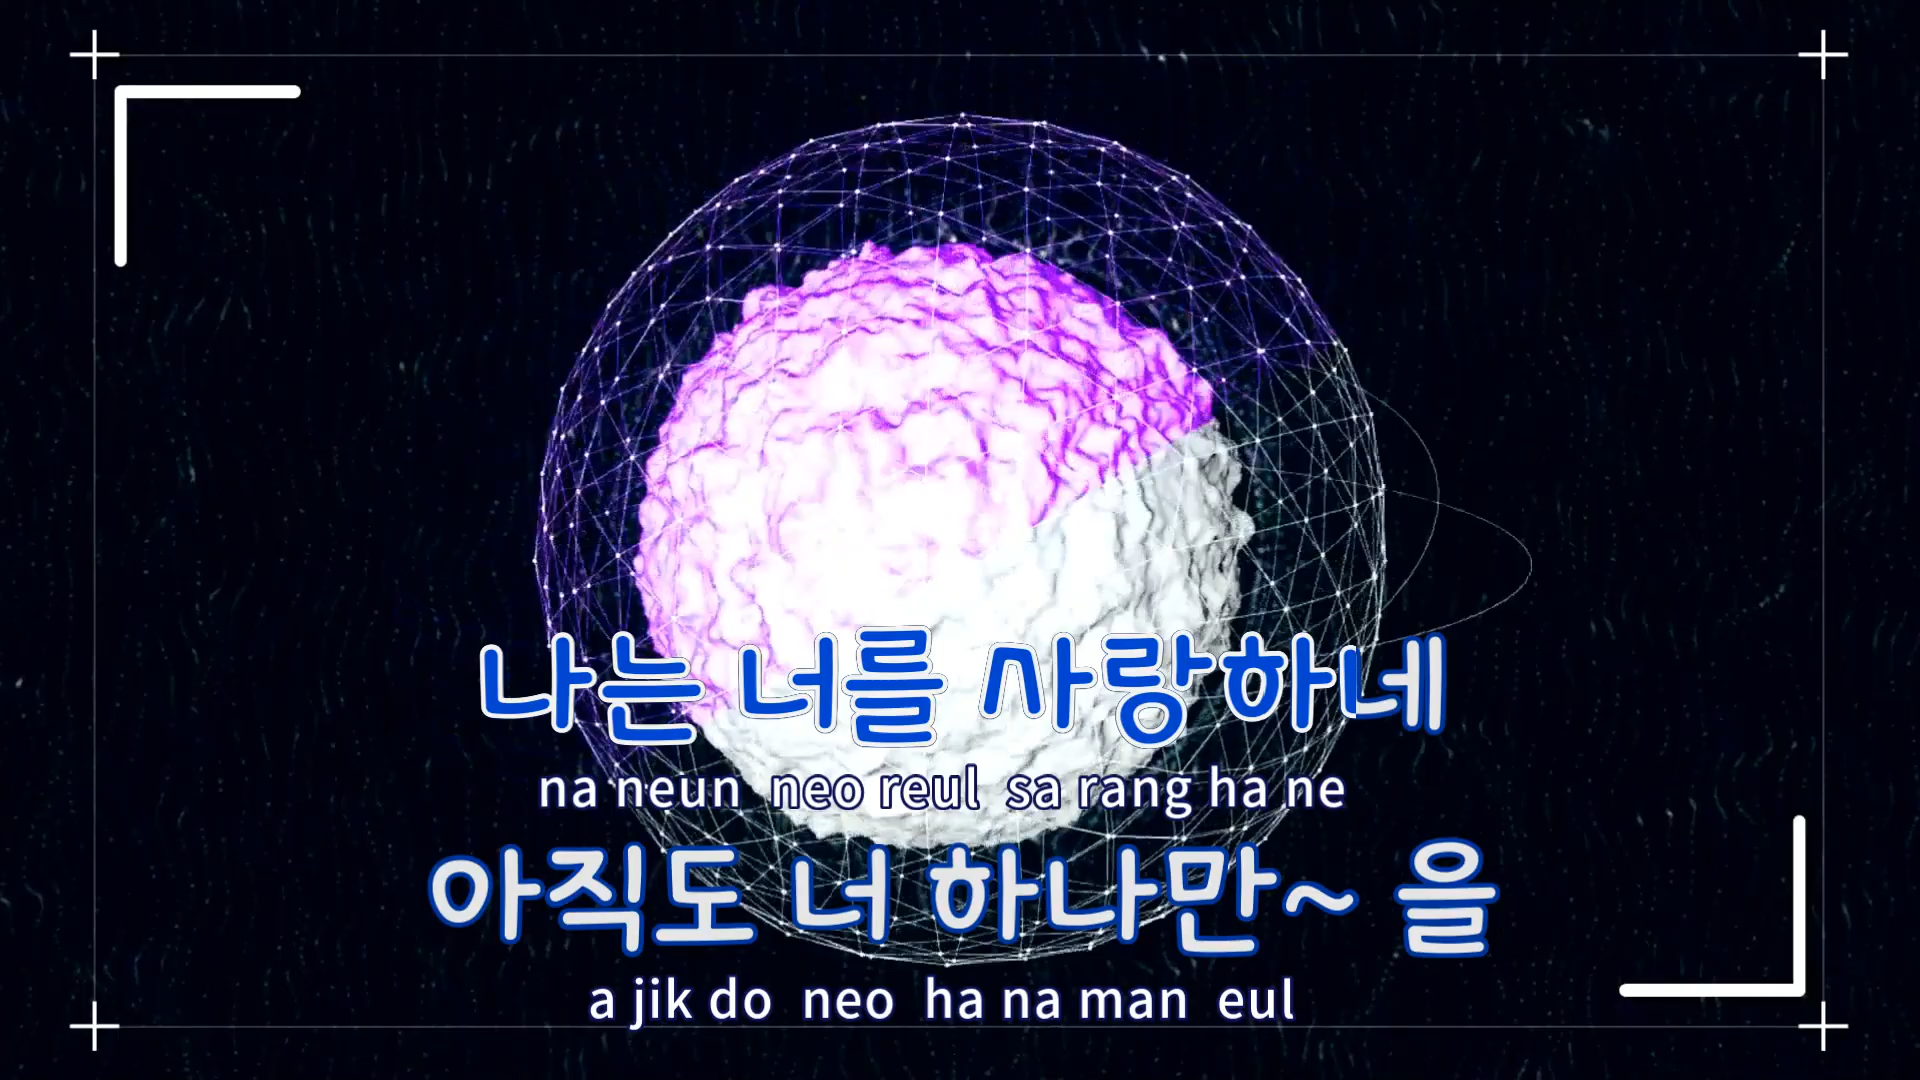 나는 너를 사랑하네
na neun neo reul sa rang ha ne
아직도 너 하나만~ 을
a jik do neo ha na man eul